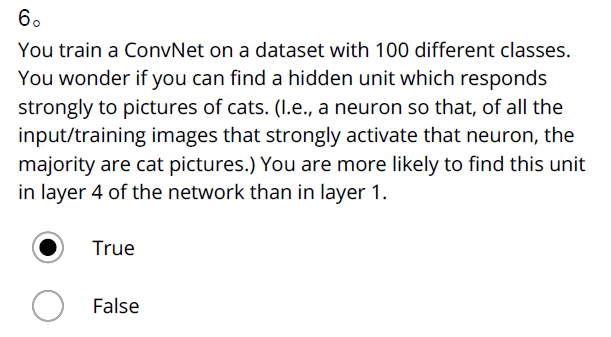 6。
You train a ConvNet on a dataset with 100 different classes.
You wonder if you can find a hidden unit which responds
strongly to pictures of cats. (I.e., a neuron so that, of all the
input/training images that strongly activate that neuron, the
majority are cat pictures.) You are more likely to find this unit
in layer 4 of the network than in layer 1.
True
False